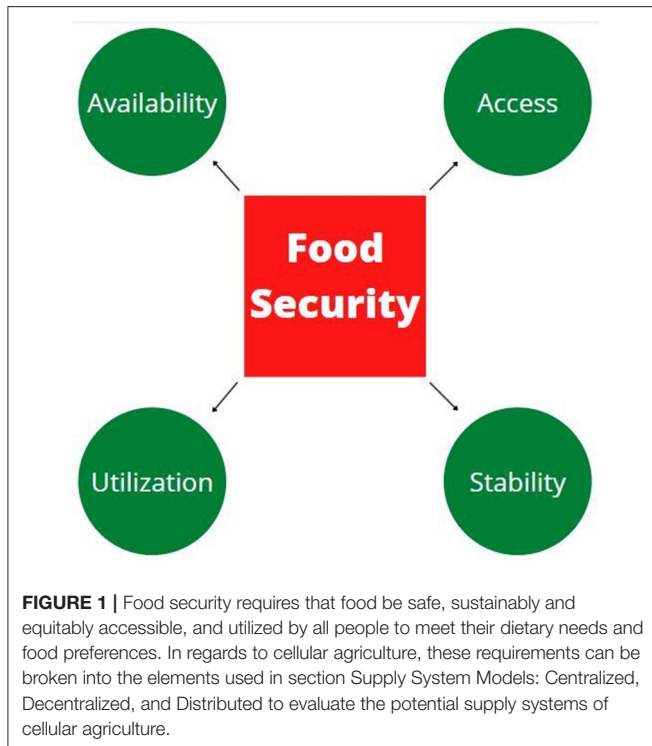 Availability
Access
Food
Security
Utilization
Stability
FIGURE 1 | Food security requires that food be safe, sustainably and
equitably accessible, and utilized by all people to meet their dietary needs and
food preferences. In regards to cellular agriculture, these requirements can be
broken into the elements used in section Supply System Models: Centralized,
Decentralized, and Distributed to evaluate the potential supply systems of
cellular agriculture.